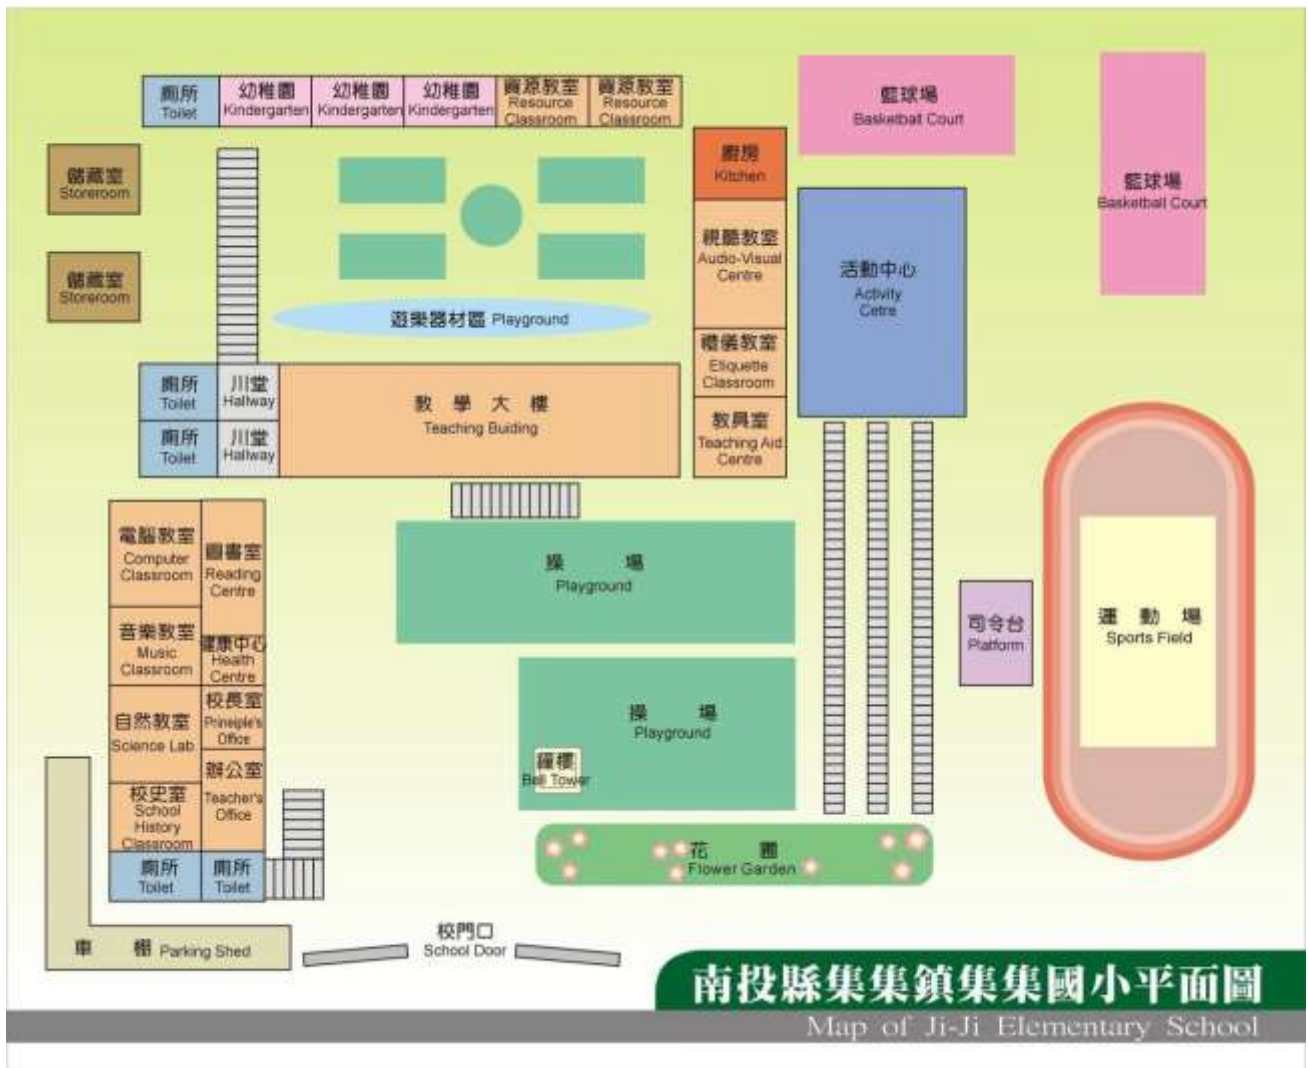 廁所
Toilet
幼稚園
Kindergarten
幼稚園
Kindergarten
幼稚園
Kindergarten
資源教室
Resource
Classroom
資源教室
Resource
Classroom
籃球場
Basketball Court
籃球場
Basketball Court
儲藏室
Storeroom
儲藏室
Storeroom
廚房
Kitchen
視聽教室
Audio-Visual
Centre
活動中心
Activity
Cetre
遊樂器材區 Playground
禮儀教室
Etiquette
Classroom
廁所
Toilet
川堂
Hallway
教學大樓
Teaching Buiding
教具室
Teaching Aid
Centre
廁所
Toilet
川堂
Hallway
電腦教室
Computer
Classroom
圖書室
Reading
Centre
操場
Playground
音樂教室
Music
Classroom
健康中心
Health
Centre
司令台
Platform
運動場
Sports Field
自然教室
Science Lab
校長室
Prineiple's
Office
操場
Playground
鐘樓
Bell Tower
辦公室
Teacher's
Office
校史室
School
History
Classroom
廁所
Toilet
廁所
Toilet
花圃
Flower Garden
車棚 Parking Shed
校門口
School Door
南投縣集集鎮集集國小平面圖
Map of Ji-Ji Elementary School